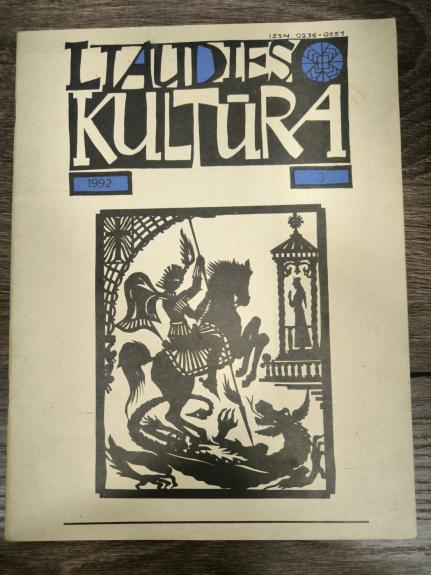 ISSN 0236-0551
LIAUDIES
KULTŪRA
1992
3